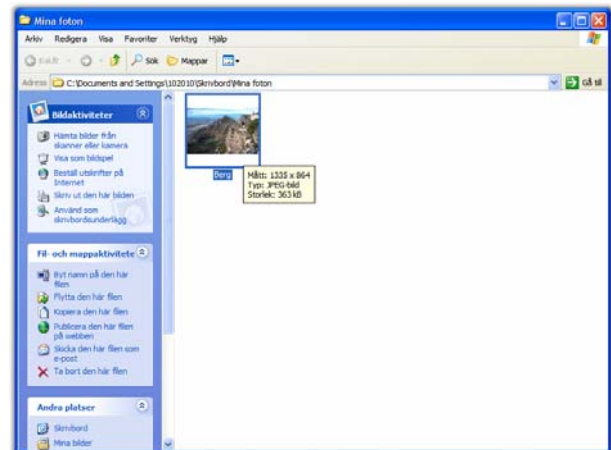 Mina foton
Arkiv Redigera Visa Favoriter Verktyg Hjälp
Bakåt Sök Mappar
Adress C:\Documents and Settings\102010\Skrivbord\Mina foton Gå till
Bildaktiviteter
Hämta bilder från
skanner eller kamera
Visa som bildspel
Beställ utskrifter på
Internet
Skriv ut den här bilden
Använd som
skrivbordsunderlägg
Berg
Mått: 1335 x 864
Typ: JPEG-bild
Storlek: 363 kB
Fil- och mappaktivitete
Byt namn på den här
filen
Flytta den här filen
Kopiera den här filen
Publicera den här filen
på webben
Skicka den här filen som
e-post
Ta bort den här filen
Andra platser
Skrivbord
Mina bilder